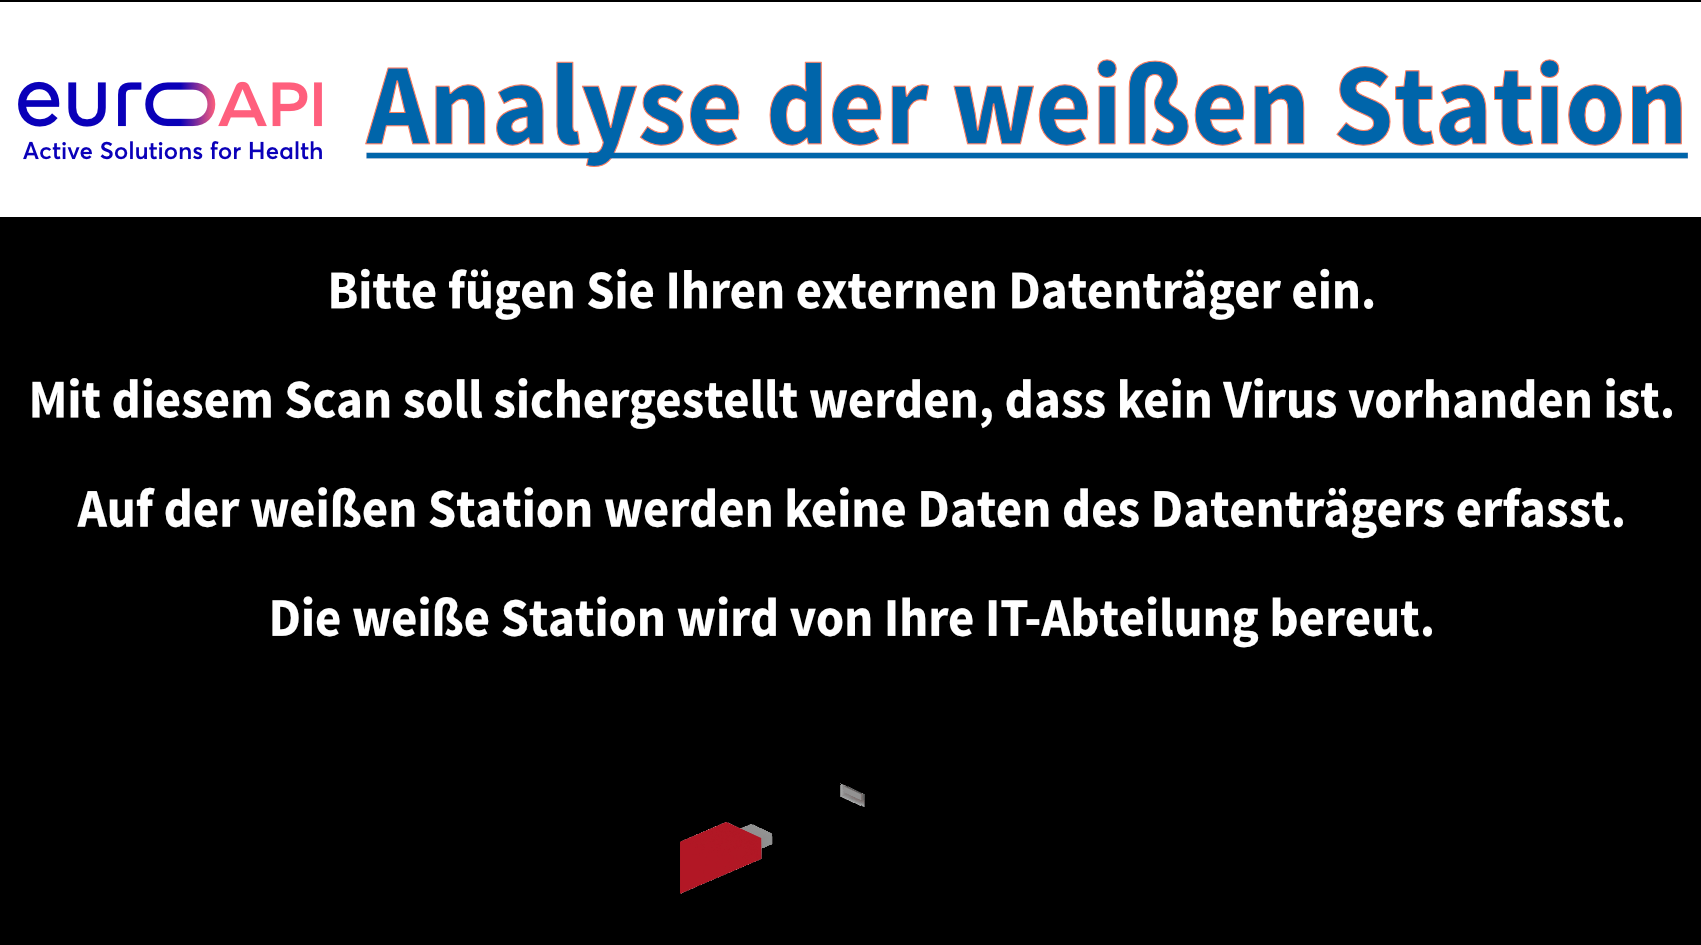 euroAPI
Active Solutions for Health
Analyse der weißen Station
Bitte fügen Sie Ihren externen Datenträger ein.
Mit diesem Scan soll sichergestellt werden, dass kein Virus vorhanden ist.
Auf der weißen Station werden keine Daten des Datenträgers erfasst.
Die weiße Station wird von Ihre IT-Abteilung bereut.